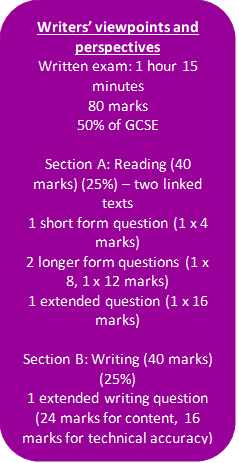 Writers’ viewpoints and
perspectives
Written exam: 1 hour 15
minutes
80 marks
50% of GCSE
Section A: Reading (40
marks) (25%) – two linked
texts
1 short form question (1 x 4
marks)
2 longer form questions (1 x
8, 1 x 12 marks)
1 extended question (1 x 16
marks)
Section B: Writing (40 marks)
(25%)
1 extended writing question
(24 marks for content, 16
marks for technical accuracy)